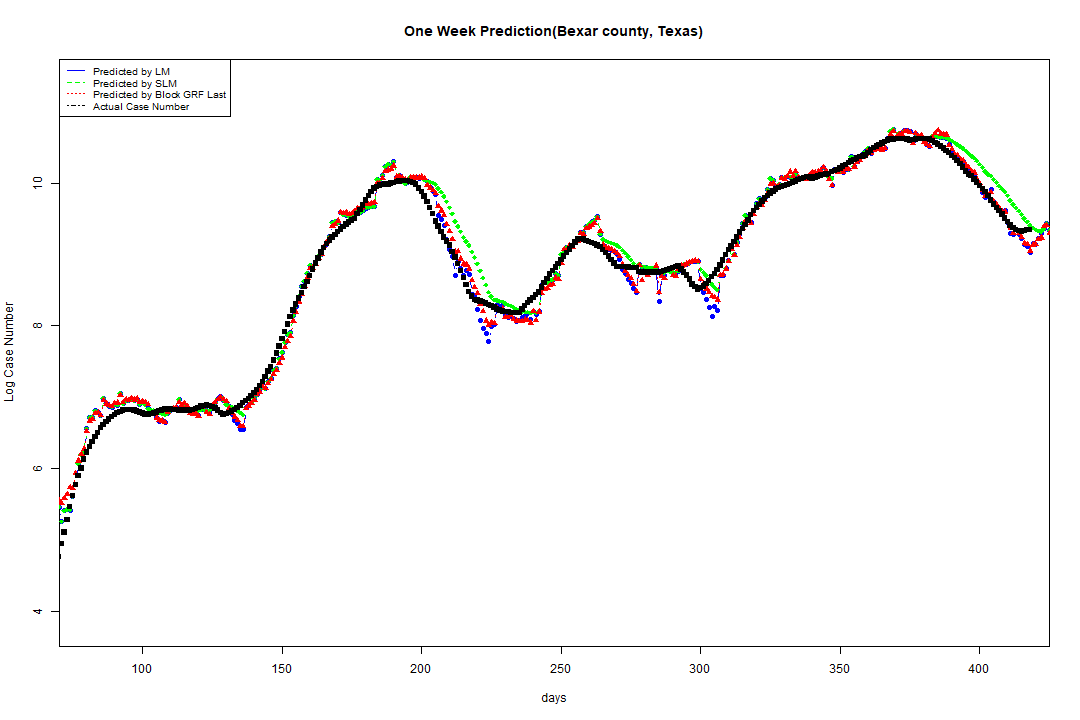 One Week Prediction(Bexar county, Texas)
Predicted by LM
Predicted by SLM
Predicted by Block GRF Last
Actual Case Number
10
8
6
4
Log Case Number
100 150 200 250 300 350 400
days